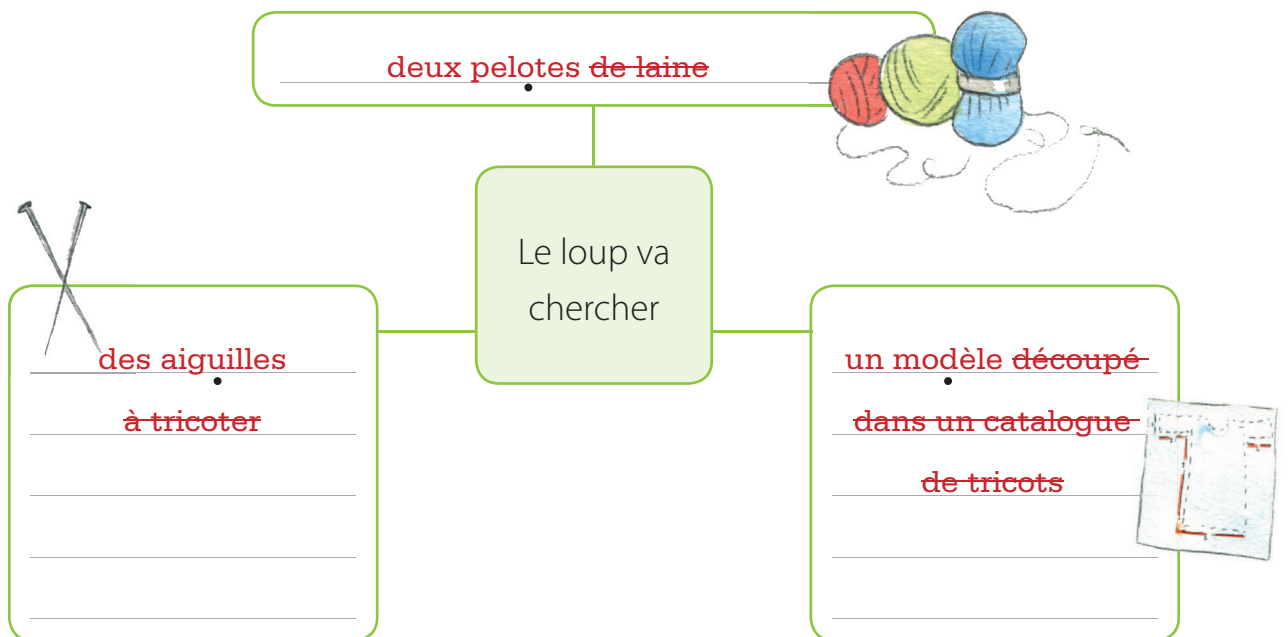 deux pelotes de laine
Le loup va
chercher
des aiguilles
à tricoter
un modèle découpé
dans un catalogue
de tricots